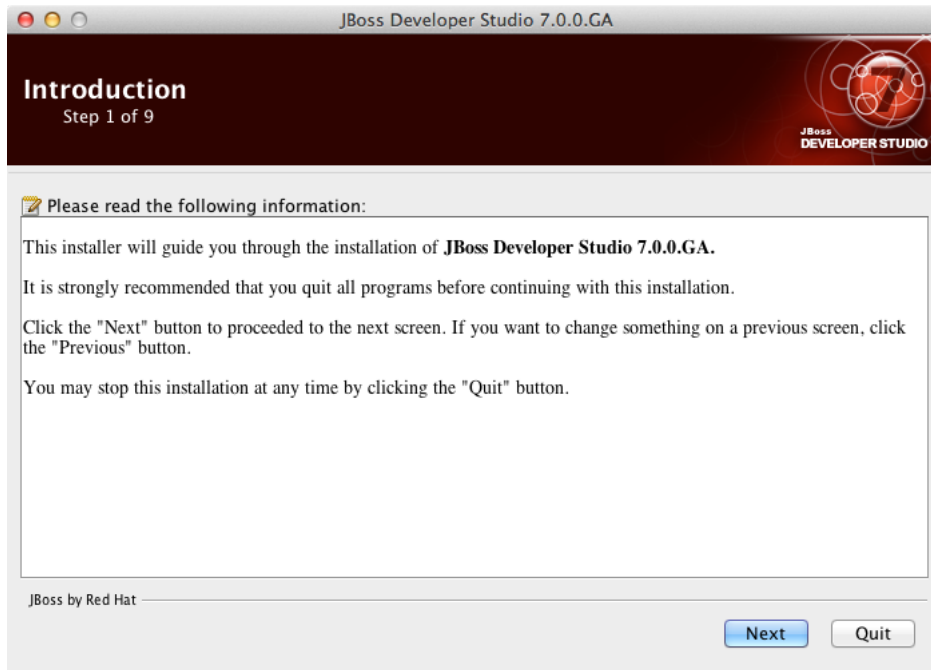 JBoss Developer Studio 7.0.0.GA
Introduction
Step 1 of 9
7
JBoss
DEVELOPER STUDIO
Please read the following information:
This installer will guide you through the installation of JBoss Developer Studio 7.0.0.GA.
It is strongly recommended that you quit all programs before continuing with this installation.
Click the "Next" button to proceeded to the next screen. If you want to change something on a previous screen, click
the "Previous" button.
You may stop this installation at any time by clicking the "Quit" button.
JBoss by Red Hat
Next
Quit